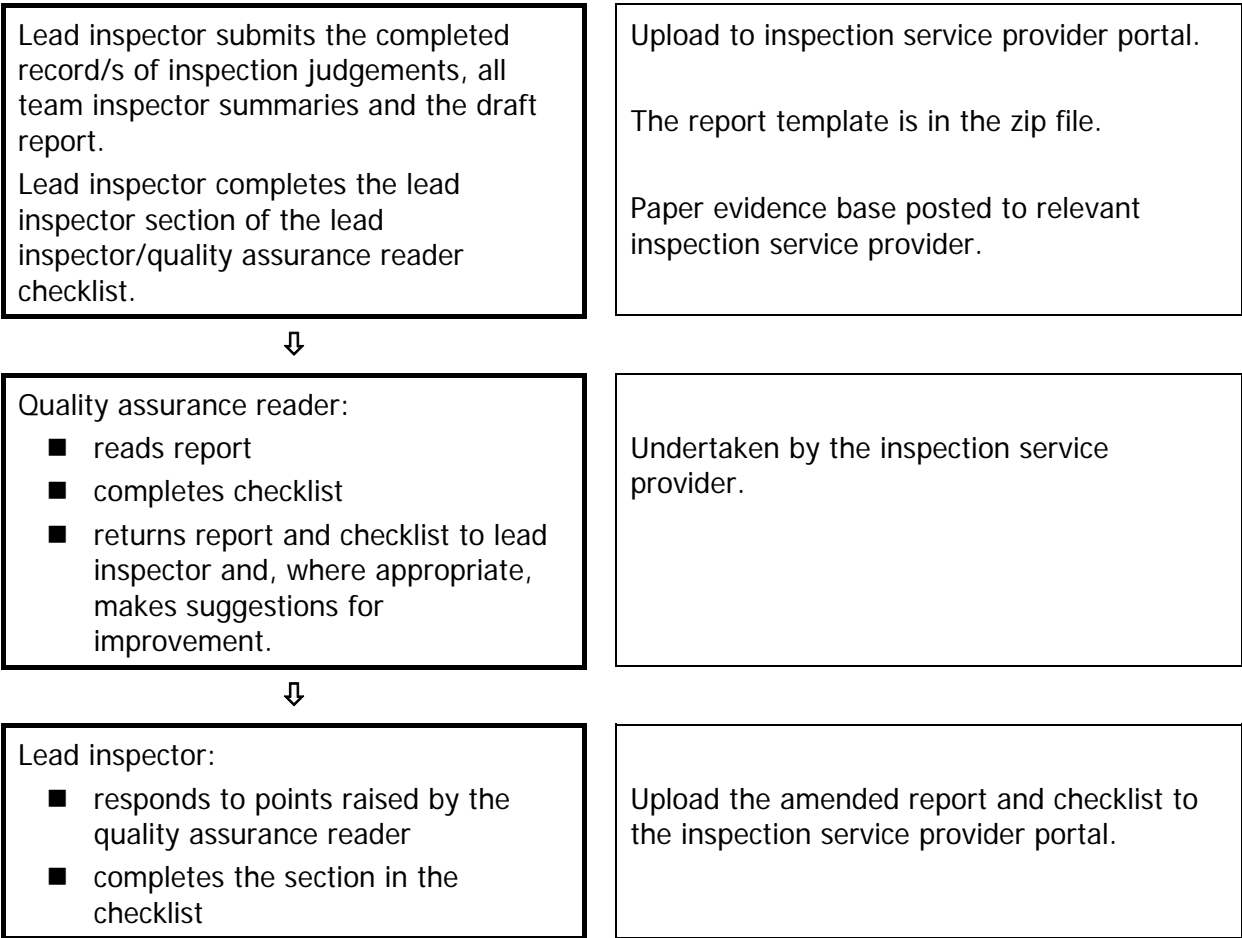 Lead inspector submits the completed
record/s of inspection judgements, all
team inspector summaries and the draft
report.
Lead inspector completes the lead
inspector section of the lead
inspector/quality assurance reader
checklist.
Upload to inspection service provider portal.
The report template is in the zip file.
Paper evidence base posted to relevant
inspection service provider.
⇩
Quality assurance reader:
■ reads report
■ completes checklist
■ returns report and checklist to lead
inspector and, where appropriate,
makes suggestions for
improvement.
Undertaken by the inspection service
provider.
⇩
Lead inspector:
■ responds to points raised by the
quality assurance reader
■ completes the section in the
checklist
Upload the amended report and checklist to
the inspection service provider portal.